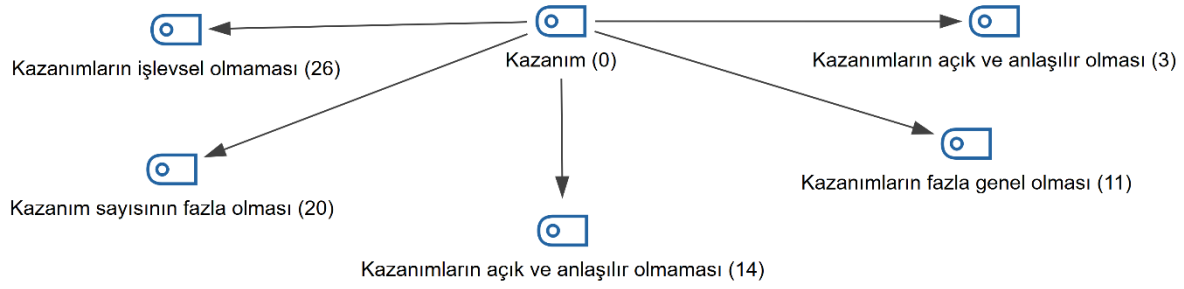 Kazanım (0)
Kazanımların işlevsel olmaması (26)
Kazanımların açık ve anlaşılır olması (3)
Kazanım sayısının fazla olması (20)
Kazanımların fazla genel olması (11)
Kazanımların açık ve anlaşılır olmaması (14)